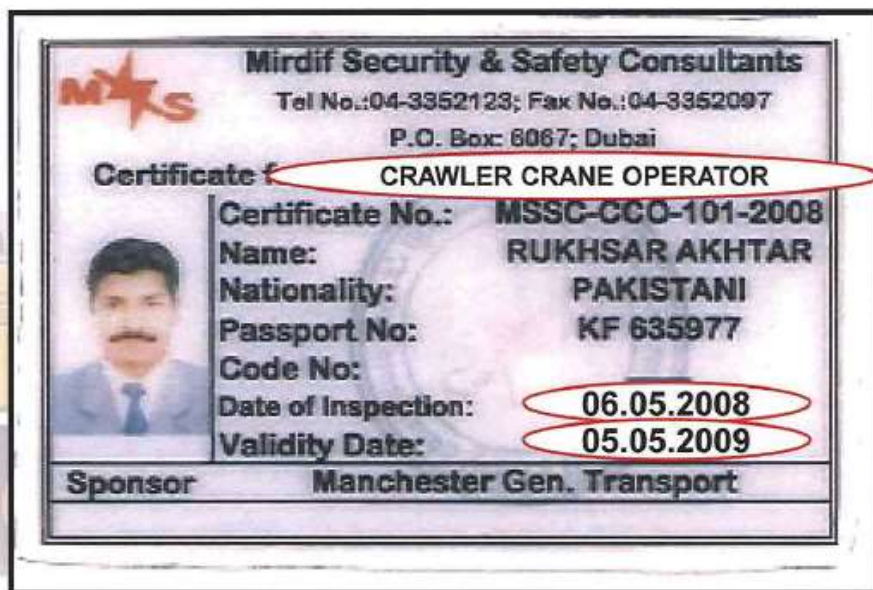 M S
Mirdif Security & Safety Consultants
Tel No.:04-3352123; Fax No.:04-3352097
P.O. Box: 6067; Dubai
Certificate f CRAWLER CRANE OPERATOR
Certificate No.: MSSC-CCO-101-2008
Name: RUKHSAR AKHTAR
Nationality: PAKISTANI
Passport No: KF 635977
Code No:
Date of Inspection: 06.05.2008
Validity Date: 05.05.2009
Sponsor Manchester Gen. Transport